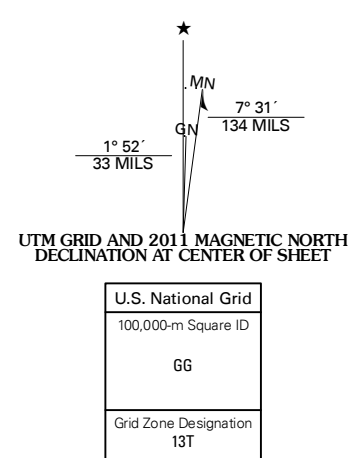 ★
MN
7° 31´
134 MILS
GN
1° 52´
33 MILS
UTM GRID AND 2011 MAGNETIC NORTH
DECLINATION AT CENTER OF SHEET
U.S. National Grid
100,000-m Square ID
GG
Grid Zone Designation
13T